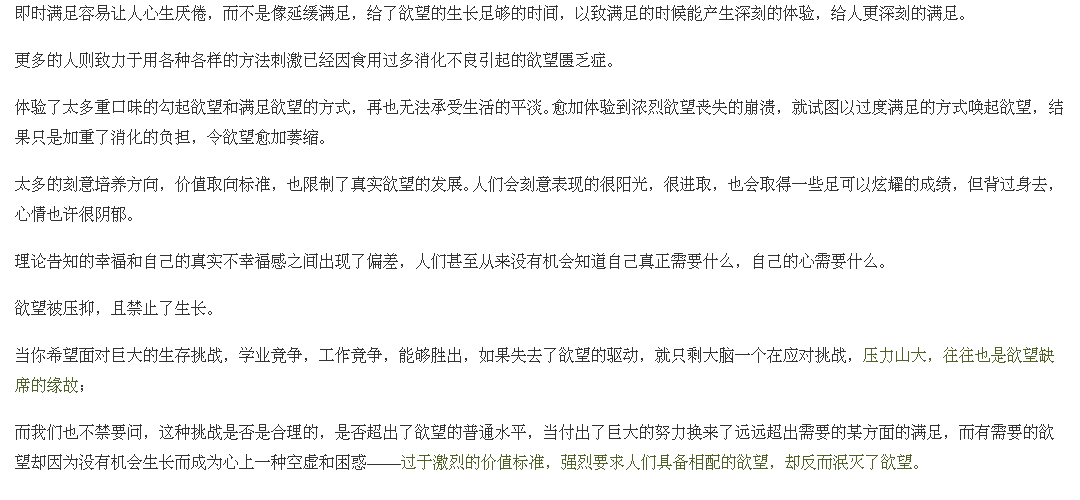 即时满足容易让人心生厌倦，而不是像延缓满足，给了欲望的生长足够的时间，以致满足的时候能产生深刻的体验，给人更深刻的满足。
更多的人则致力于用各种各样的方法刺激已经因食用过多消化不良引起的欲望匮乏症。
体验了太多重口味的勾起欲望和满足欲望的方式，再也无法承受生活的平淡。愈加体验到浓烈欲望丧失的崩溃，就试图以过度满足的方式唤起欲望，结
果只是加重了消化的负担，令欲望愈加萎缩。
太多的刻意培养方向，价值取向标准，也限制了真实欲望的发展。人们会刻意表现的很阳光，很进取，也会取得一些足可以炫耀的成绩，但背过身去，
心情也许很阴郁。
理论告知的幸福和自己的真实不幸福感之间出现了偏差，人们甚至从来没有机会知道自己真正需要什么，自己的心需要什么。
欲望被压抑，且禁止了生长。
当你希望面对巨大的生存挑战，学业竞争，工作竞争，能够胜出，如果失去了欲望的驱动，就只剩大脑一个在应对挑战，压力山大，往往也是欲望缺
席的缘故；
而我们也不禁要问，这种挑战是否是合理的，是否超出了欲望的普通水平，当付出了巨大的努力换来了远远超出需要的某方面的满足，而有需要的欲
望却因为没有机会生长而成为心上一种空虚和困惑——过于激烈的价值标准，强烈要求人们具备相配的欲望，却反而泯灭了欲望。